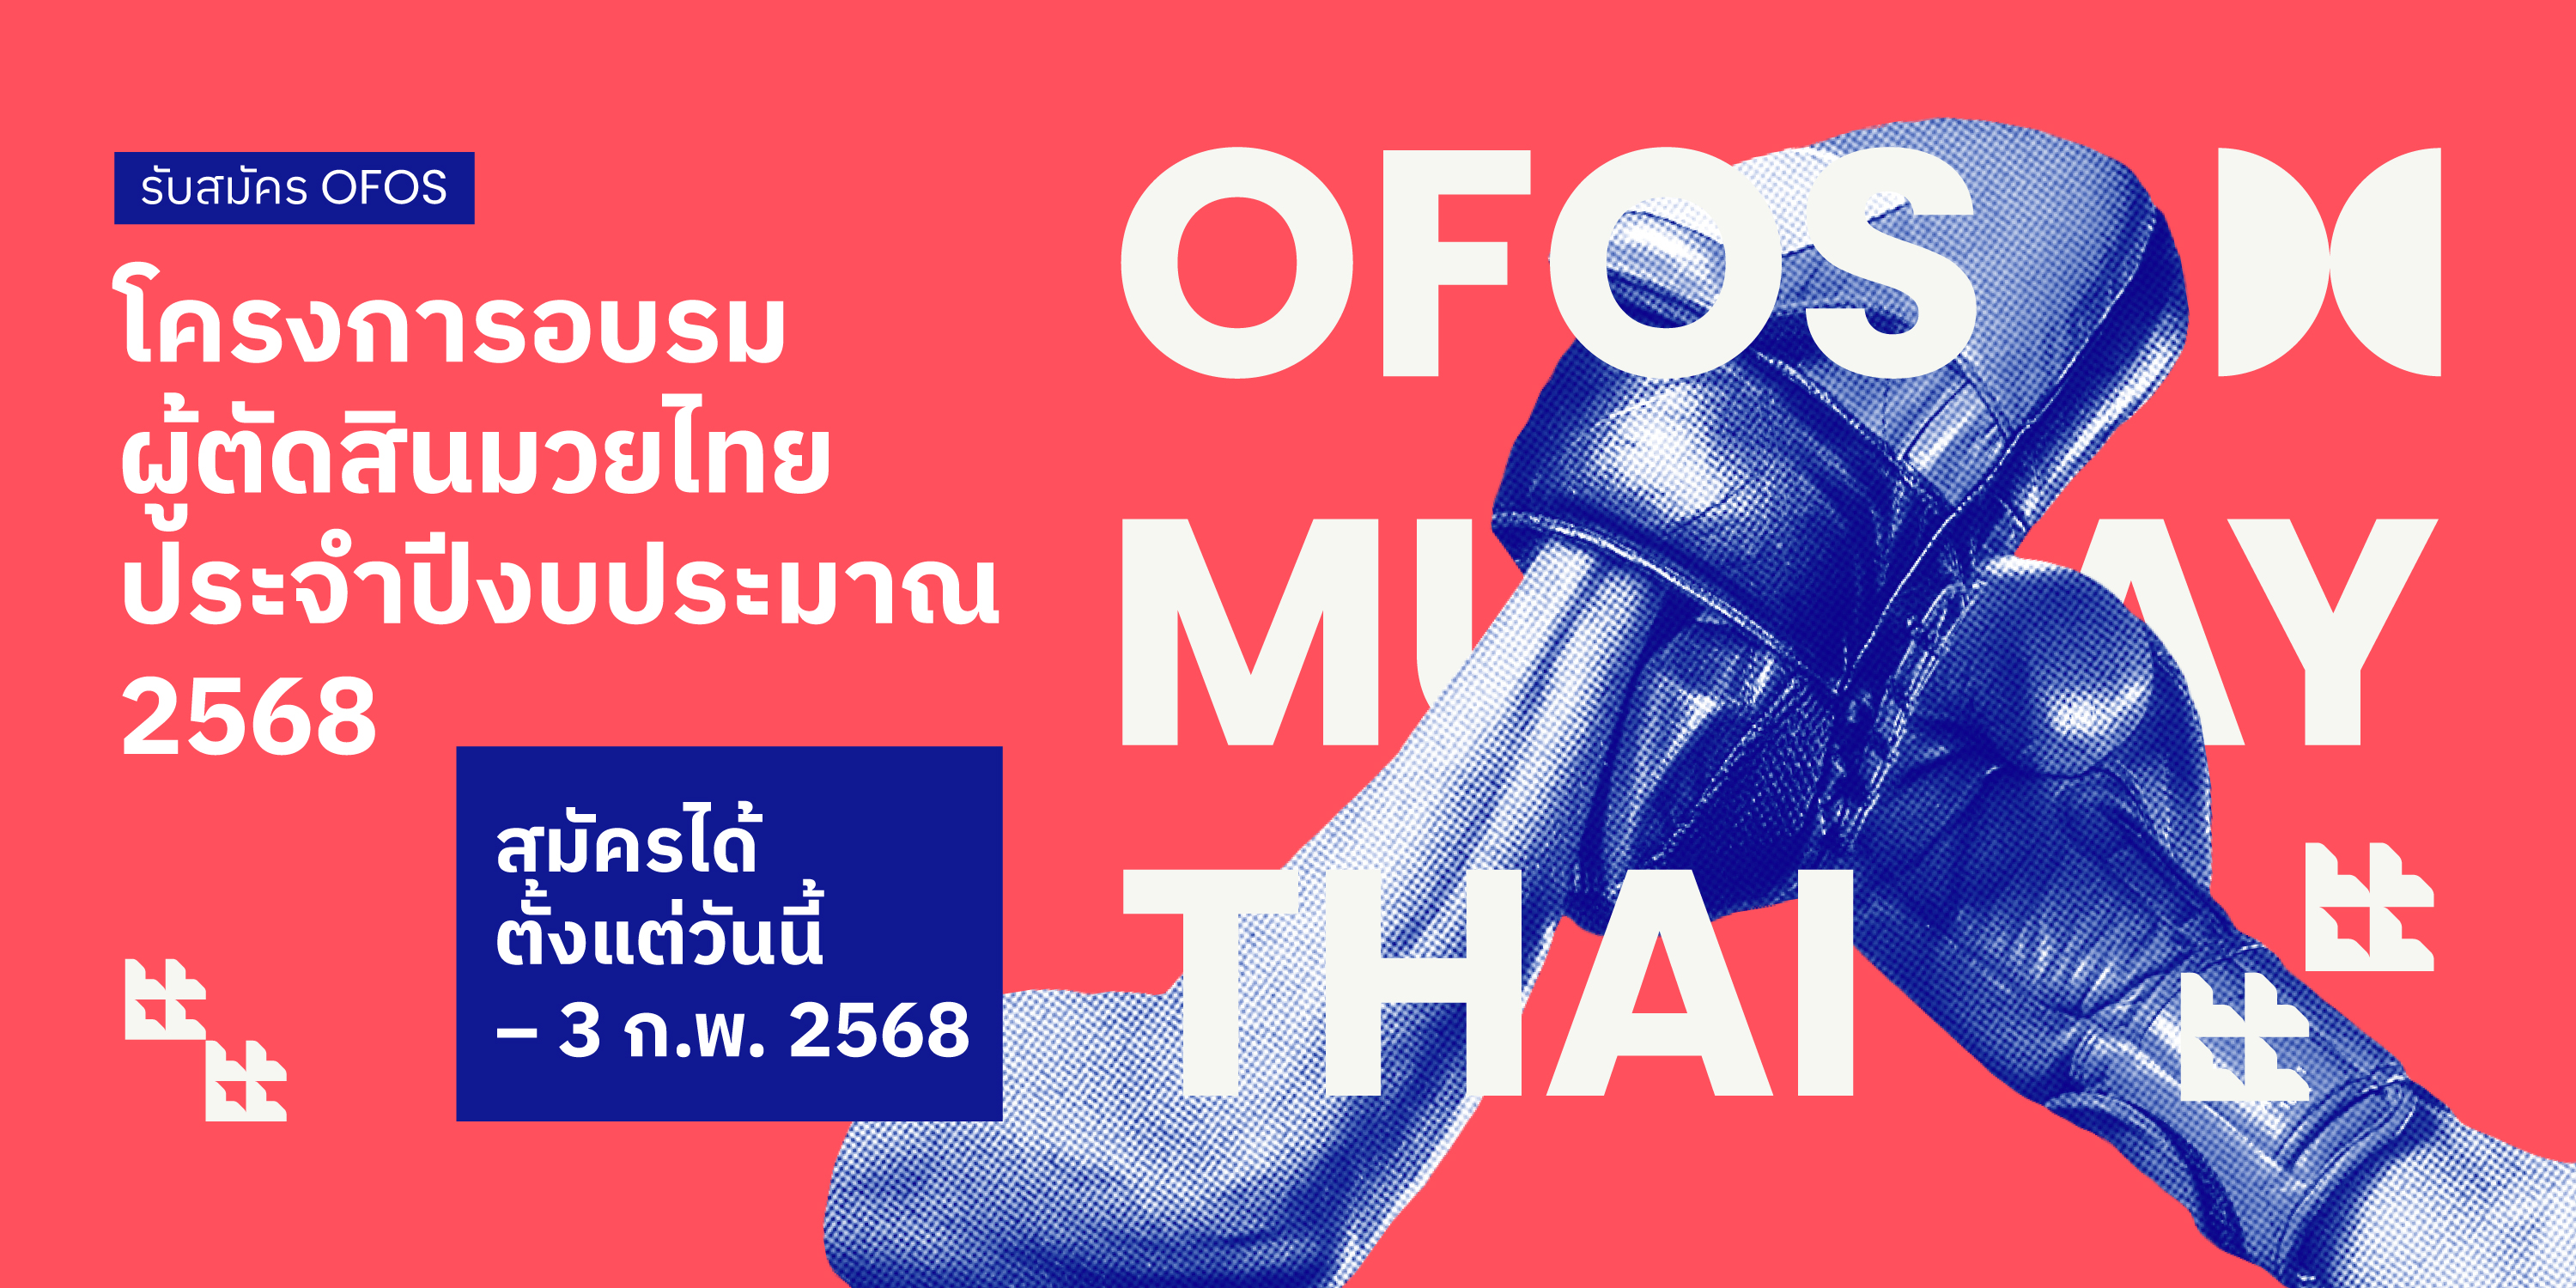 รับสมัคร OFOS
โครงการอบรม
ผู้ตัดสินมวยไทย
ประจำปีงบประมาณ
2568
สมัครได้
ตั้งแต่วันนี้
– 3 ก.พ. 2568
OFOS
MUAY
THAI